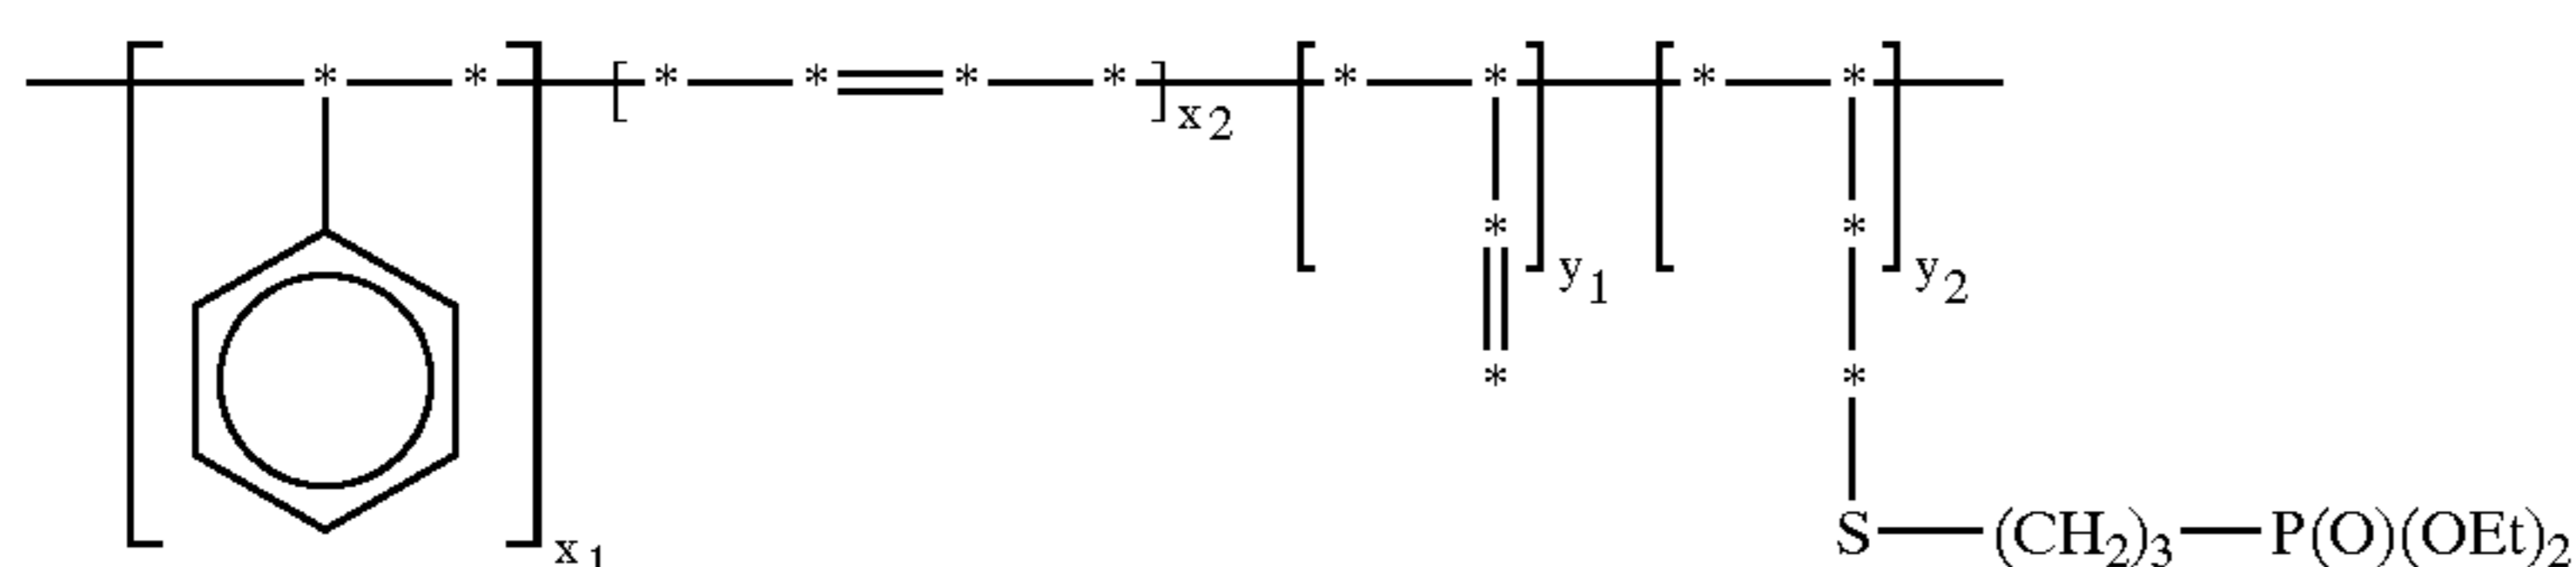 * * [ * * * * ] x2 * * * *
* *
x1 y1 y2
* *
S (CH2)3 P(O)(OEt)2